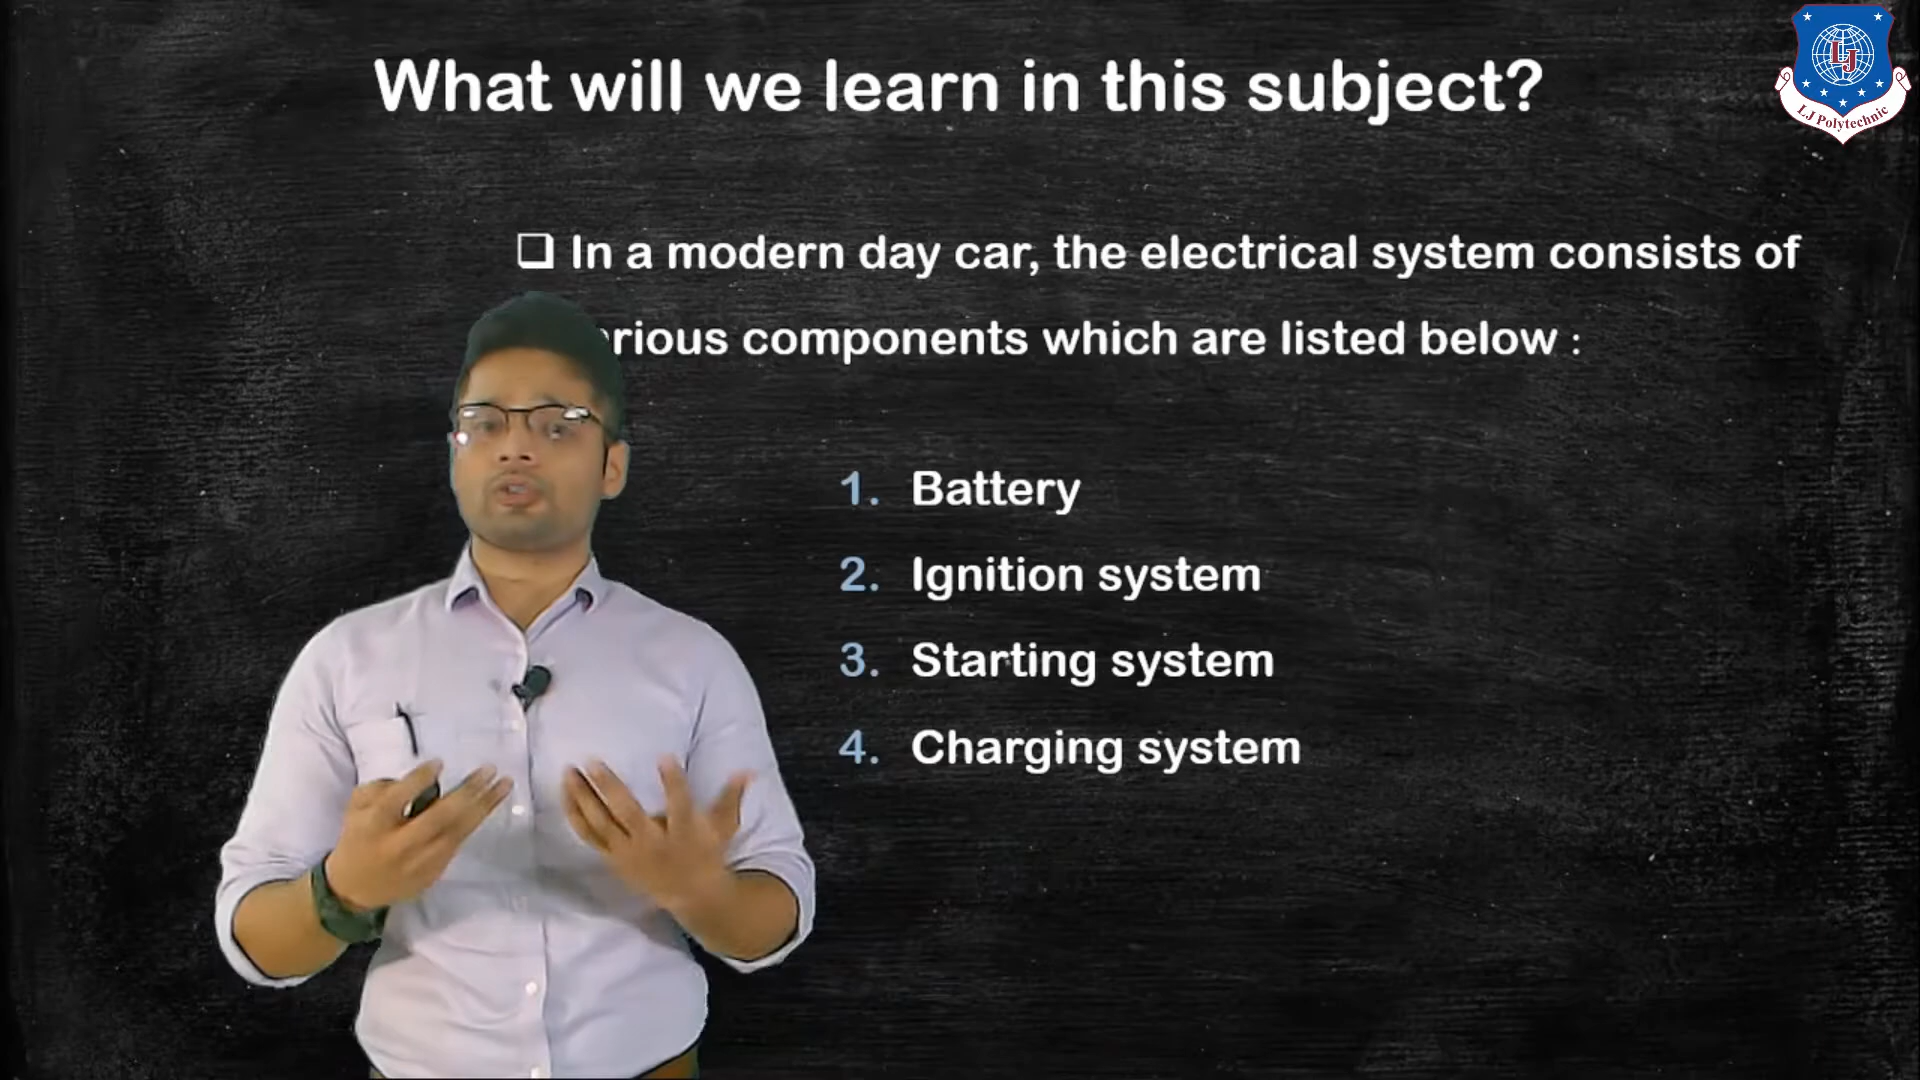 What will we learn in this subject?
❑ In a modern day car, the electrical system consists of
components which are listed below :
1. Battery
2. Ignition system
3. Starting system
4. Charging system
LJ
LJ Polytechnic